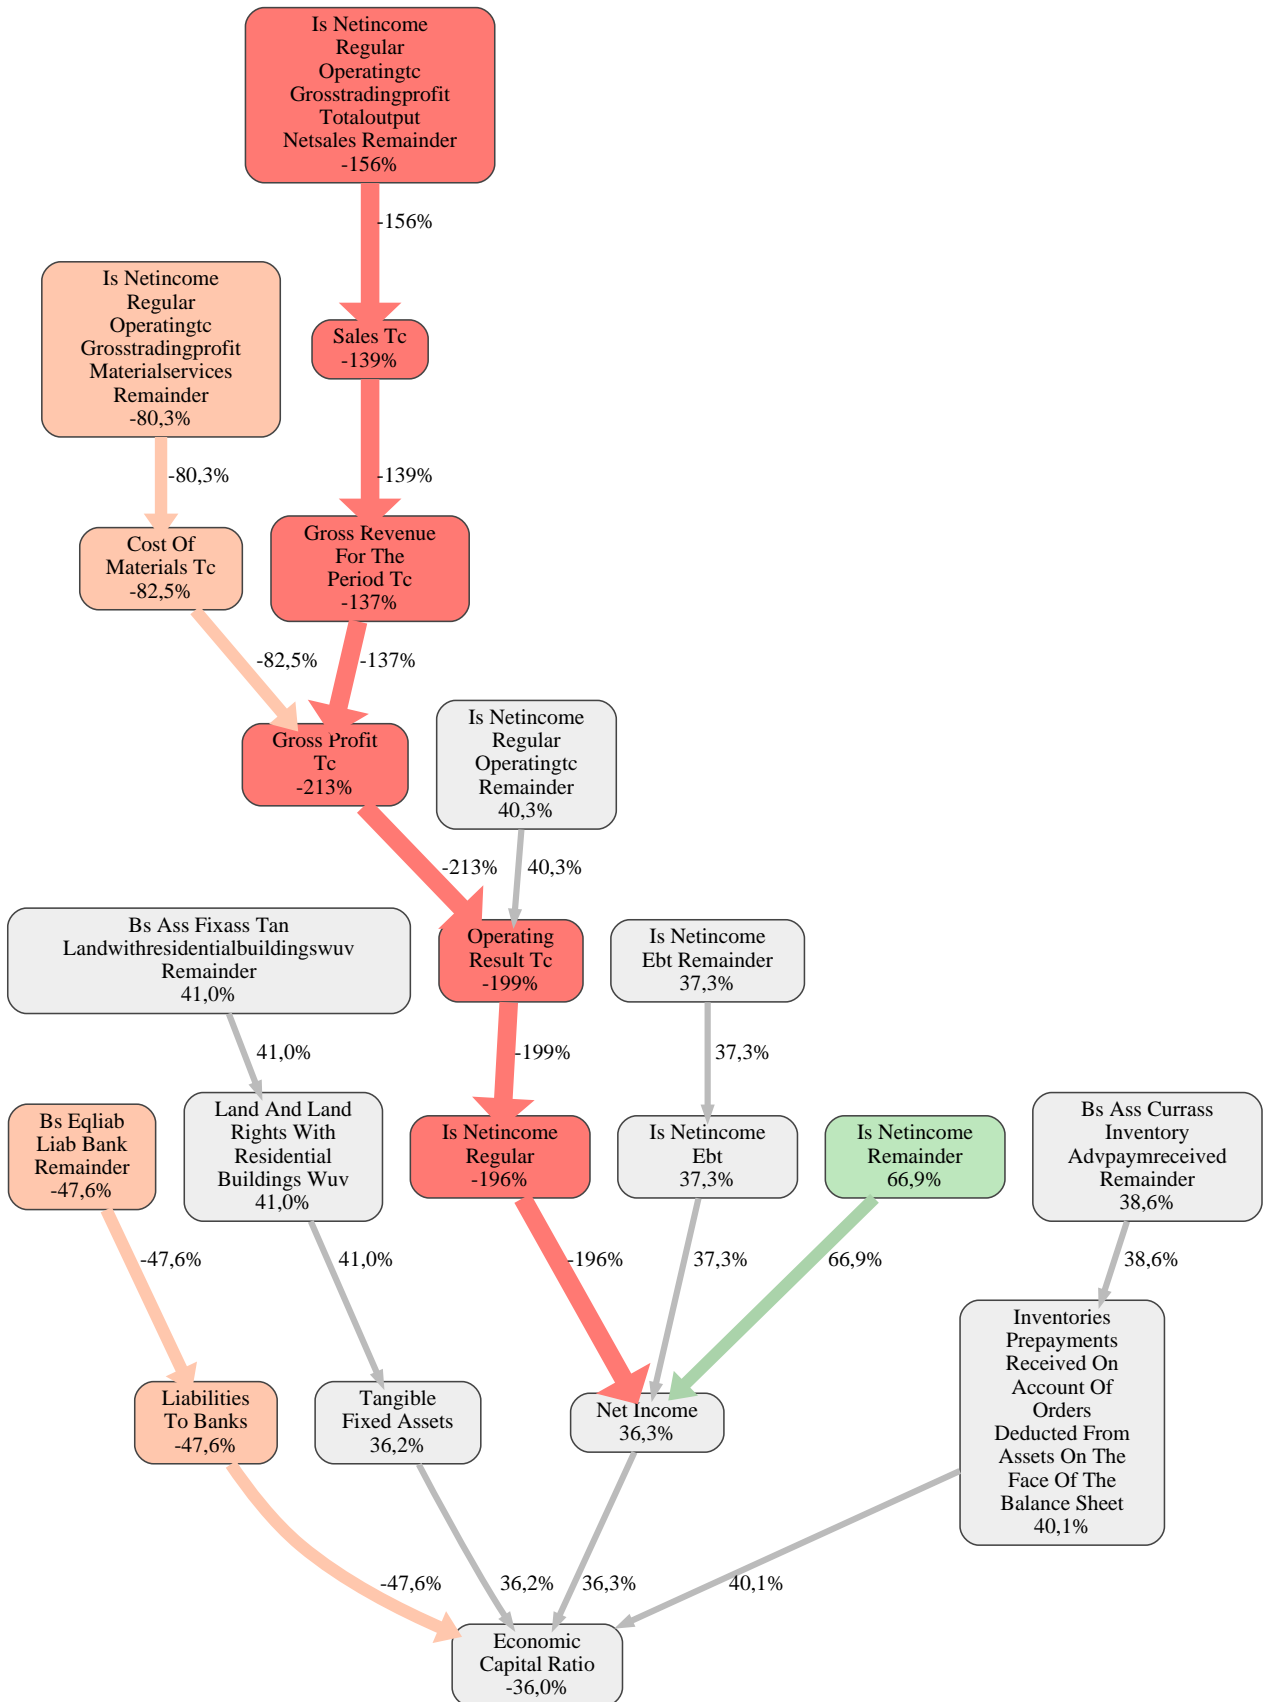 Is Netincome
Regular
Operatingtc
Grosstradingprofit
Totaloutput
Netsales Remainder
-156%
-156%
Is Netincome
Regular
Operatingtc
Grosstradingprofit
Materialservices
Remainder
-80,3%
Sales Tc
-139%
-80,3%
-139%
Cost Of
Materials Tc
-82,5%
Gross Revenue
For The
Period Tc
-137%
-82,5%
-137%
Gross Profit
Tc
-213%
Is Netincome
Regular
Operatingtc
Remainder
40,3%
-213%
40,3%
Bs Ass Fixass Tan
Landwithresidentialbuildingswuv
Remainder
41,0%
Operating
Result Tc
-199%
Is Netincome
Ebt Remainder
37,3%
41,0%
-199%
37,3%
Bs Eqliab
Liab Bank
Remainder
-47,6%
Land And Land
Rights With
Residential
Buildings Wuv
41,0%
Is Netincome
Regular
-196%
Is Netincome
Ebt
37,3%
Is Netincome
Remainder
66,9%
Bs Ass Currass
Inventory
Advpaymreceived
Remainder
38,6%
-47,6%
41,0%
-196%
37,3%
66,9%
38,6%
Liabilities
To Banks
-47,6%
Tangible
Fixed Assets
36,2%
Net Income
36,3%
Inventories
Prepayments
Received On
Account Of
Orders
Deducted From
Assets On The
Face Of The
Balance Sheet
40,1%
-47,6%
36,2%
36,3%
40,1%
Economic
Capital Ratio
-36,0%